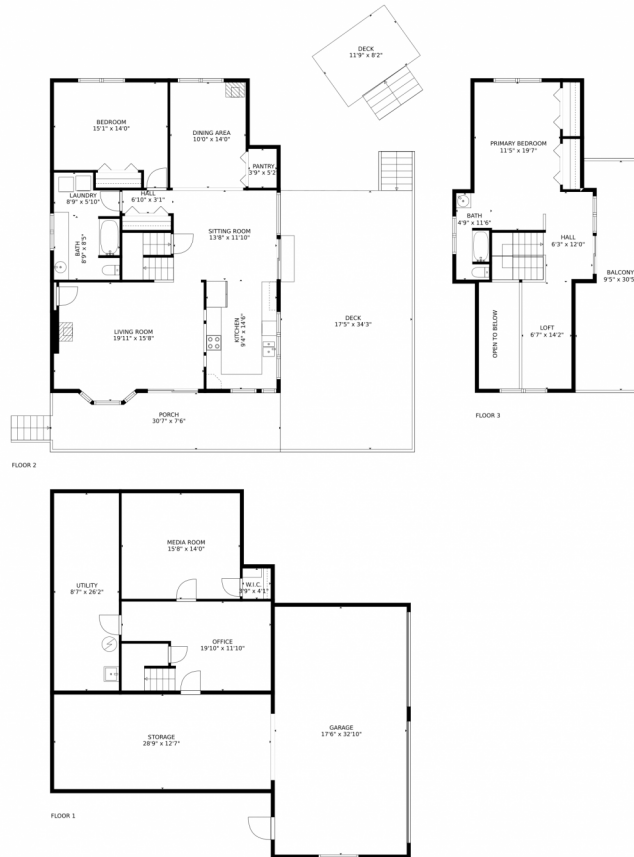 DECK
11'9" x 8'2"
BEDROOM
15'1" x 14'0"
DINING AREA
10'0" x 14'0"
PANTRY
3'9" x 5'2
LAUNDRY
8'9" x 5'10"
HALL
6'10" x 3'1"
BATH
8'9" x 8'5"
SITTING ROOM
13'8" x 11'10"
LIVING ROOM
19'11" x 15'8"
KITCHEN
9'4" x 14'6"
DECK
17'5" x 34'3"
PORCH
30'7" x 7'6"
FLOOR 2
PRIMARY BEDROOM
11'5" x 19'7"
BATH
4'9" x 11'6"
HALL
6'3" x 12'0"
BALCONY
9'5" x 30'5"
OPEN TO BELOW
LOFT
6'7" x 14'2"
FLOOR 3
MEDIA ROOM
15'8" x 14'0"
W.I.C.
3'9" x 4'1"
UTILITY
8'7" x 26'2"
OFFICE
19'10" x 11'10"
STORAGE
28'9" x 12'7"
GARAGE
17'6" x 32'10"
FLOOR 1